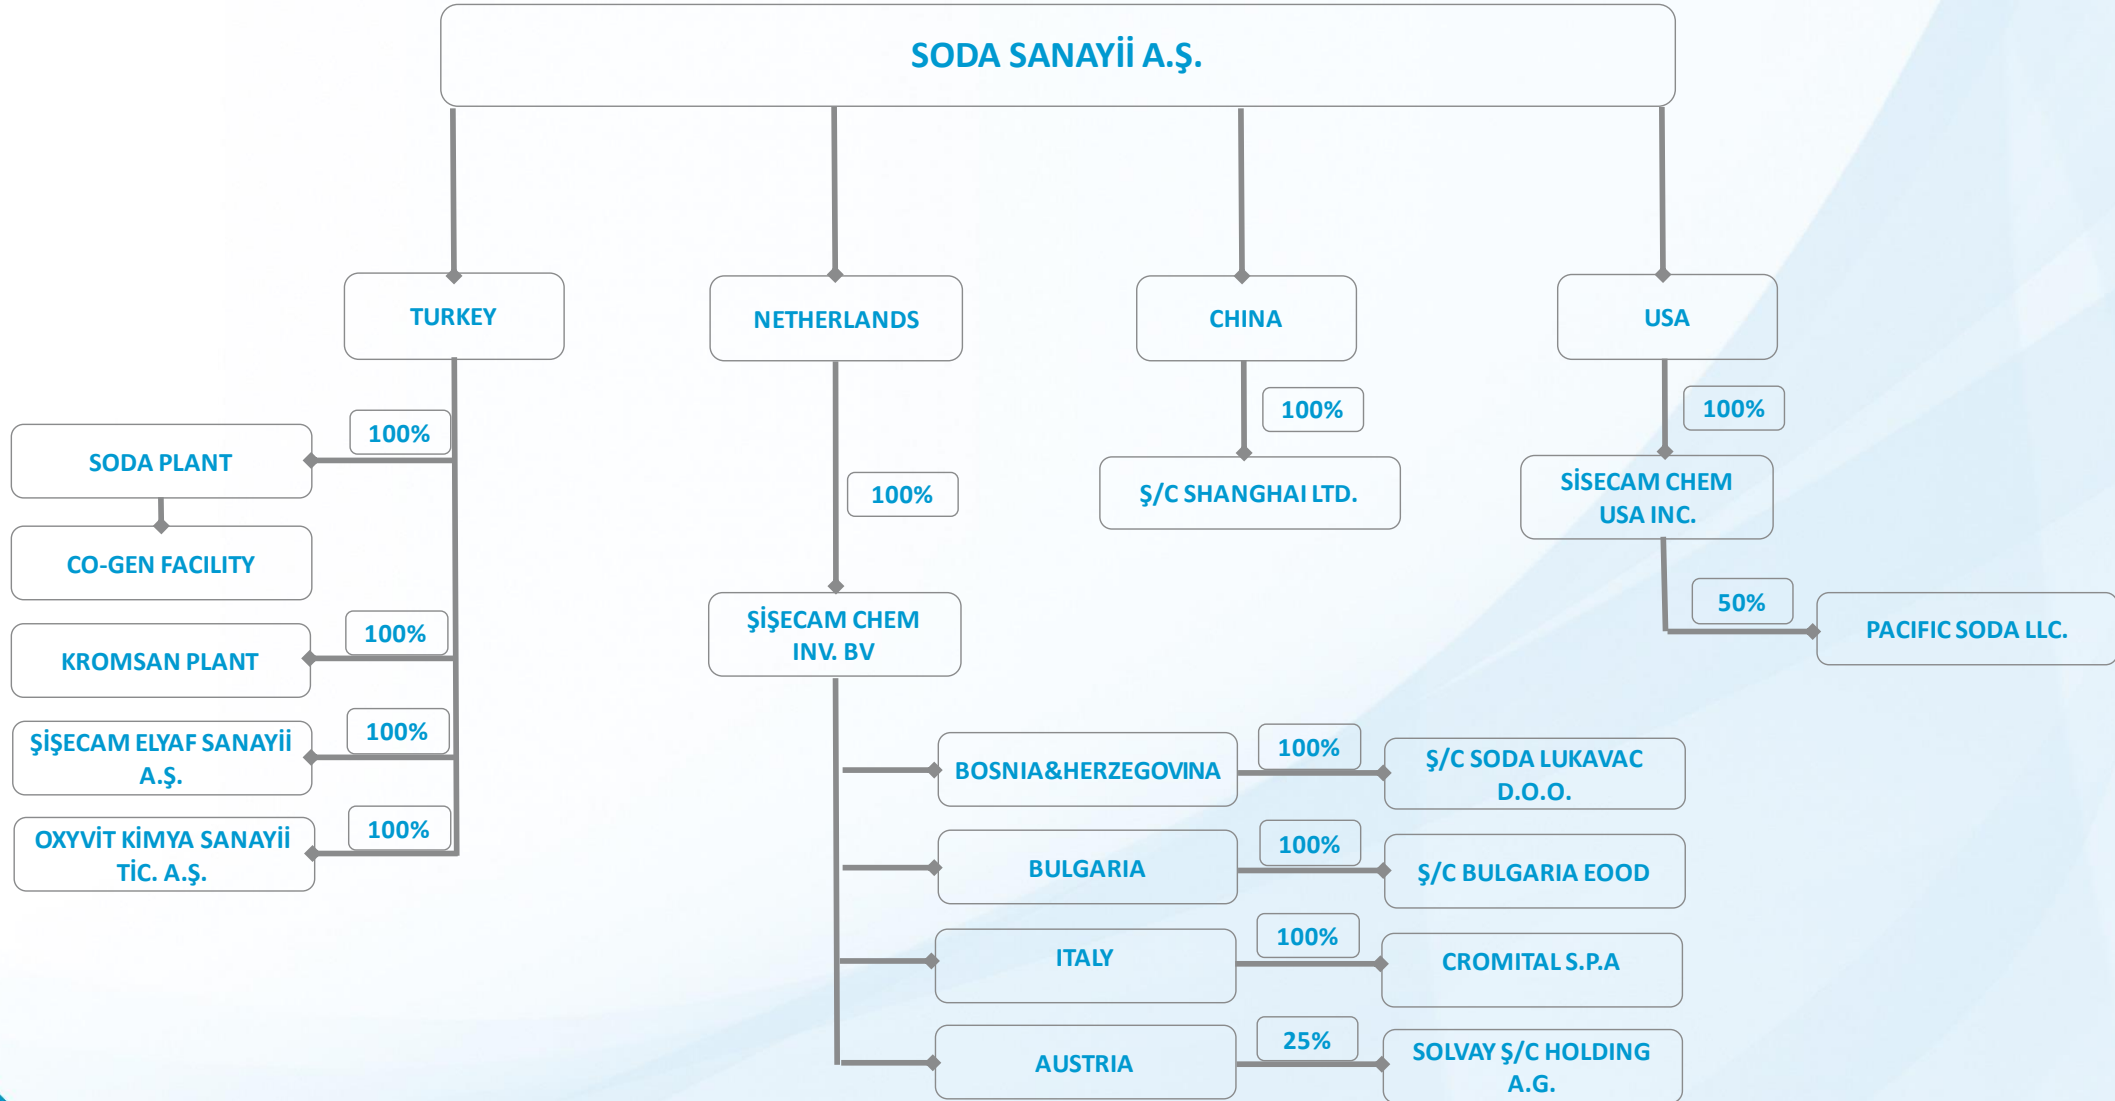 SODA SANAYİİ A.Ş.
TURKEY
NETHERLANDS
CHINA
USA
100%
SODA PLANT
CO-GEN FACILITY
100%
KROMSAN PLANT
100%
ŞİŞECAM ELYAF SANAYİİ
A.Ş.
100%
OXYVİT KİMYA SANAYİİ
TİC. A.Ş.
100%
ŞİŞECAM CHEM
INV. BV
BOSNIA&HERZEGOVINA
100%
Ş/C SODA LUKAVAC
D.O.O.
BULGARIA
100%
Ş/C BULGARIA EOOD
ITALY
100%
CROMITAL S.P.A
AUSTRIA
25%
SOLVAY Ş/C HOLDING
A.G.
100%
Ş/C SHANGHAI LTD.
100%
SİSECAM CHEM
USA INC.
50%
PACIFIC SODA LLC.